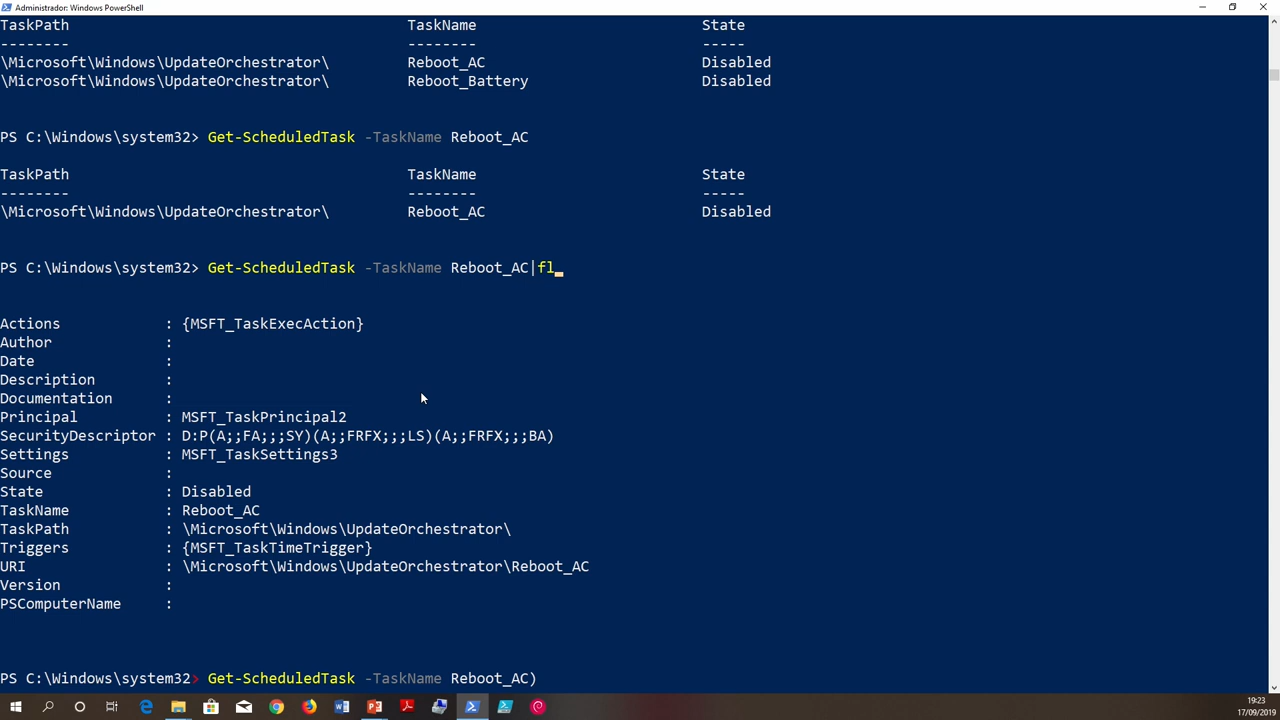 Administrador: Windows PowerShell
TaskPath TaskName State
-------- -------- -----
\Microsoft\Windows\UpdateOrchestrator\ Reboot_AC Disabled
\Microsoft\Windows\UpdateOrchestrator\ Reboot_Battery Disabled
PS C:\Windows\system32> Get-ScheduledTask -TaskName Reboot_AC
TaskPath TaskName State
-------- -------- -----
\Microsoft\Windows\UpdateOrchestrator\ Reboot_AC Disabled
PS C:\Windows\system32> Get-ScheduledTask -TaskName Reboot_AC|fl_
Actions : {MSFT_TaskExecAction}
Author :
Date :
Description :
Documentation :
Principal : MSFT_TaskPrincipal2
SecurityDescriptor : D:P(A;;FA;;;SY)(A;;FRFX;;;LS)(A;;FRFX;;;BA)
Settings : MSFT_TaskSettings3
Source :
State : Disabled
TaskName : Reboot_AC
TaskPath : \Microsoft\Windows\UpdateOrchestrator\
Triggers : {MSFT_TaskTimeTrigger}
URI : \Microsoft\Windows\UpdateOrchestrator\Reboot_AC
Version :
PSComputerName :
PS C:\Windows\system32> Get-ScheduledTask -TaskName Reboot_AC)
19:23
17/09/2019